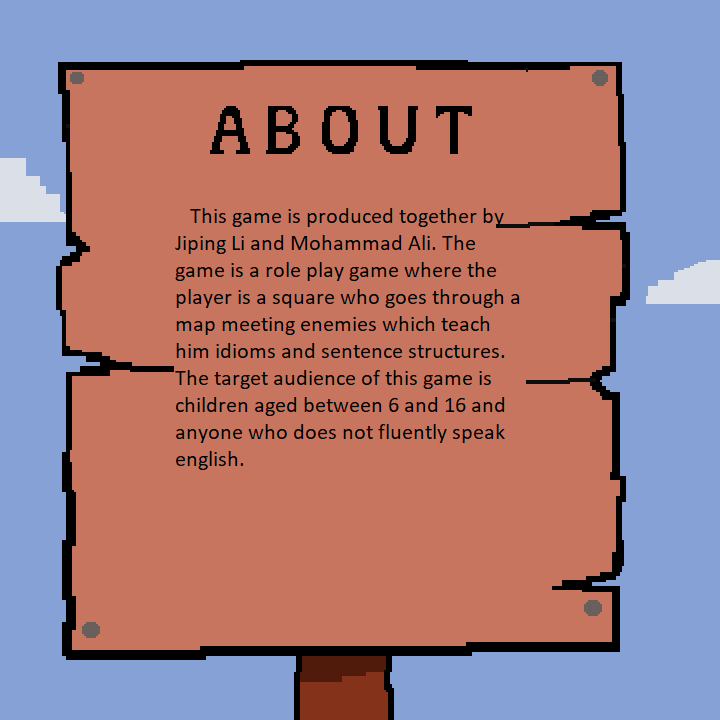 ABOUT
This game is produced together by
Jiping Li and Mohammad Ali. The
game is a role play game where the
player is a square who goes through a
map meeting enemies which teach
him idioms and sentence structures.
The target audience of this game is
children aged between 6 and 16 and
anyone who does not fluently speak
english.